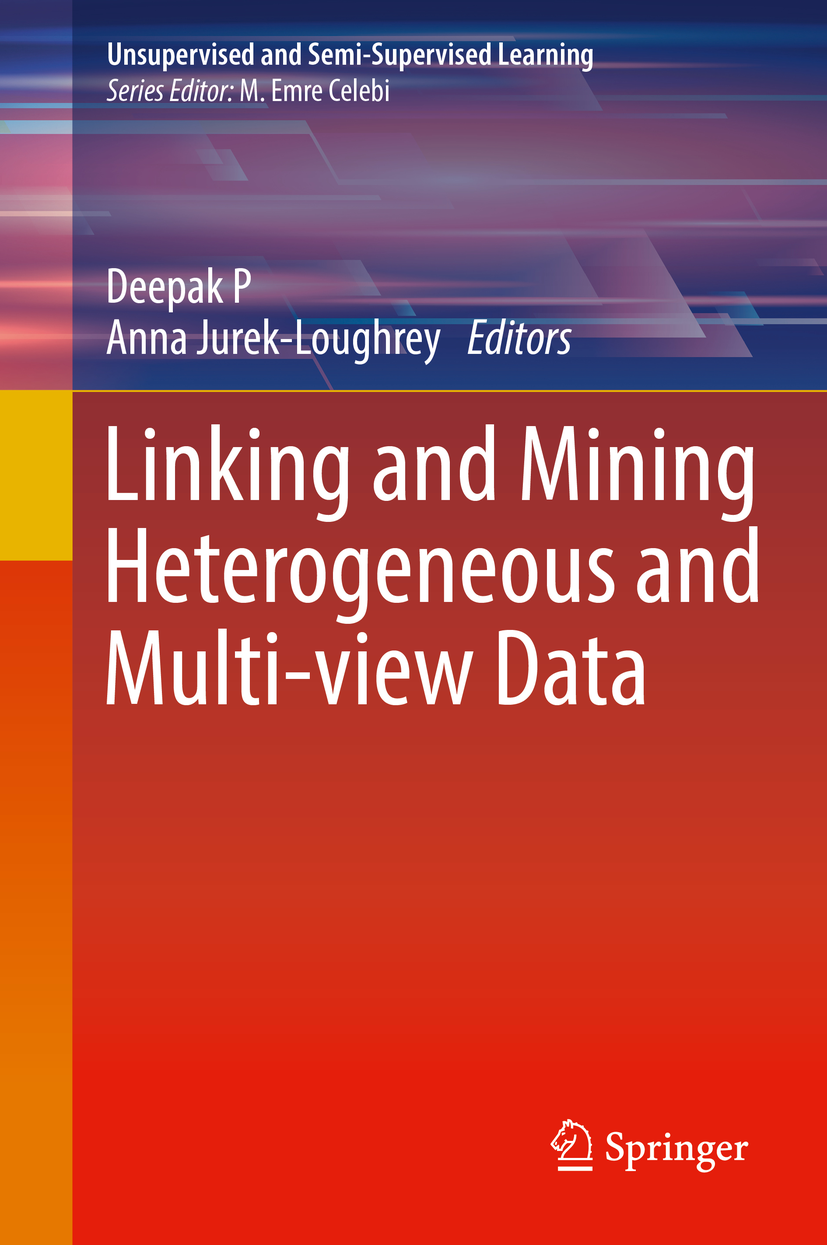 Unsupervised and Semi-Supervised Learning
Series Editor: M. Emre Celebi
Deepak P
Anna Jurek-Loughrey Editors
Linking and Mining
Heterogeneous and
Multi-view Data
Springer